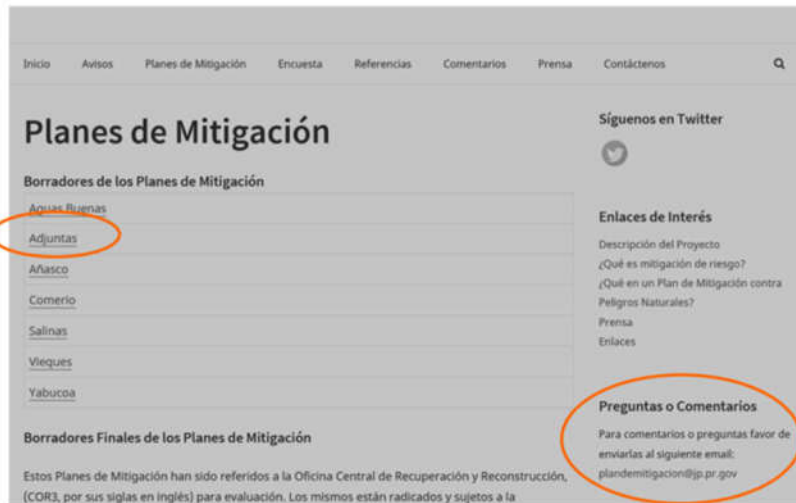 Inicio Avisos Planes de Mitigación Encuesta Referencias Comentarios Prensa Contáctenos
Planes de Mitigación
Borradores de los Planes de Mitigación
Aguas Buenas
Adjuntas
Añasco
Comerio
Salinas
Vieques
Yabucoa
Borradores Finales de los Planes de Mitigación
Estos Planes de Mitigación han sido referidos a la Oficina Central de Recuperación y Reconstrucción,
(COR3, por sus siglas en inglés) para evaluación. Los mismos están radicados y sujetos a la
Síguenos en Twitter
Enlaces de Interés
Descripción del Proyecto
¿Qué es mitigación de riesgo?
¿Qué en un Plan de Mitigación contra
Peligros Naturales?
Prensa
Enlaces
Preguntas o Comentarios
Para comentarios o preguntas favor de
enviarlas al siguiente email:
plandemitigacion@jp.pr.gov